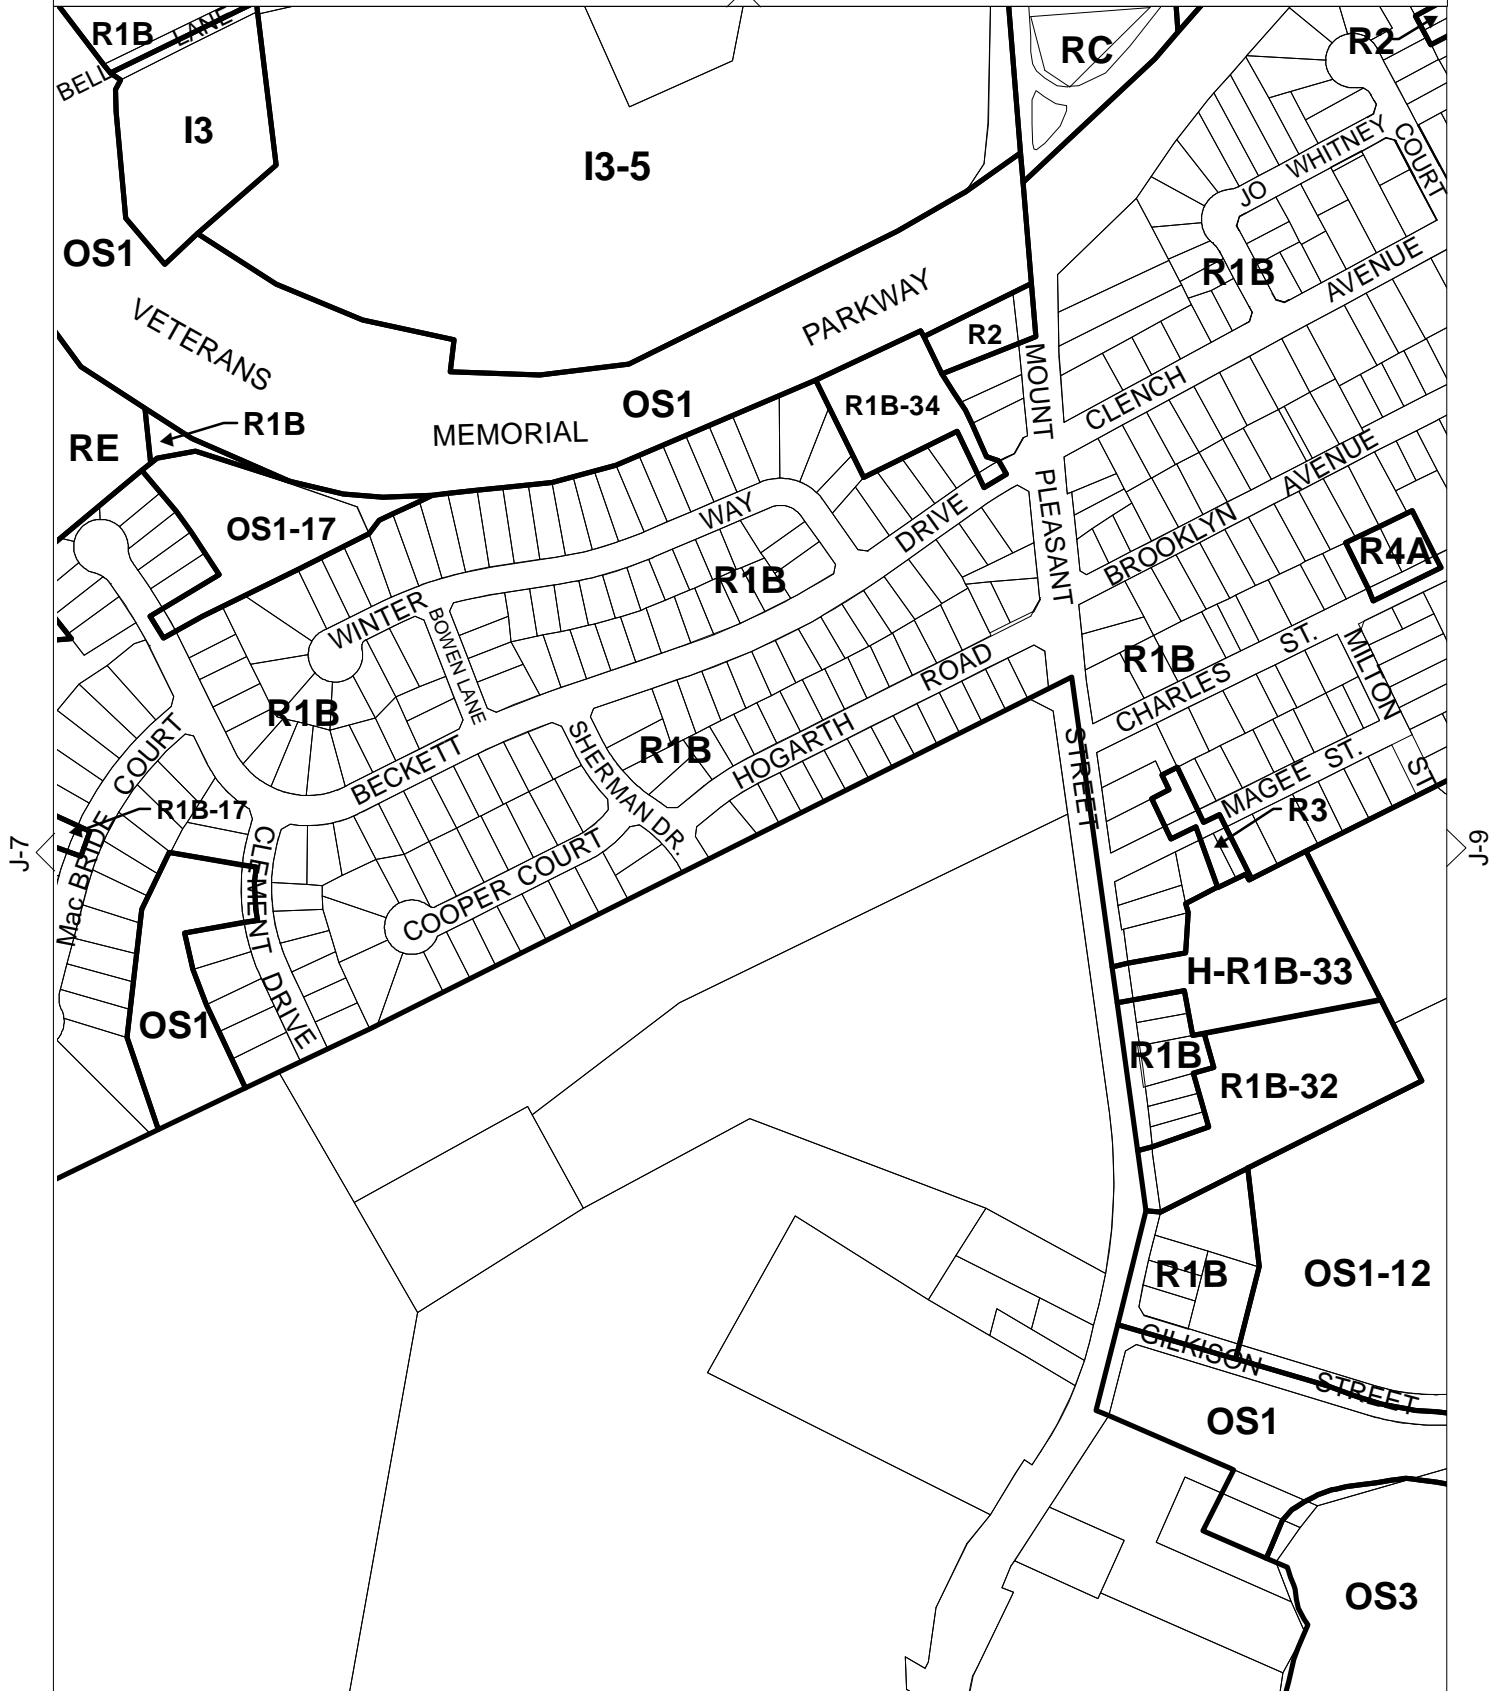 R1B
BELL LANE
I3
I3-5
RC
R2
JO WHITNEY COURT
R1B
CLENCH AVENUE
OS1
VETERANS MEMORIAL PARKWAY
OS1
R2
R1B-34
R1B
RE
OS1-17
MOUNT PLEASANT STREET
BROOKLYN AVENUE
R4A
WINTER WAY
R1B
BOWEN LANE
BECKETT DRIVE
R1B
R1B
CHARLES ST.
MILTON ST
HOGARTH ROAD
R1B
SHERMAN DR.
Mac BRIDE COURT
R1B-17
MAGEE ST.
R3
J-7
J-9
CLEMENT DRIVE
COOPER COURT
OS1
H-R1B-33
R1B
R1B-32
R1B
OS1-12
GILKISON STREET
OS1
OS3